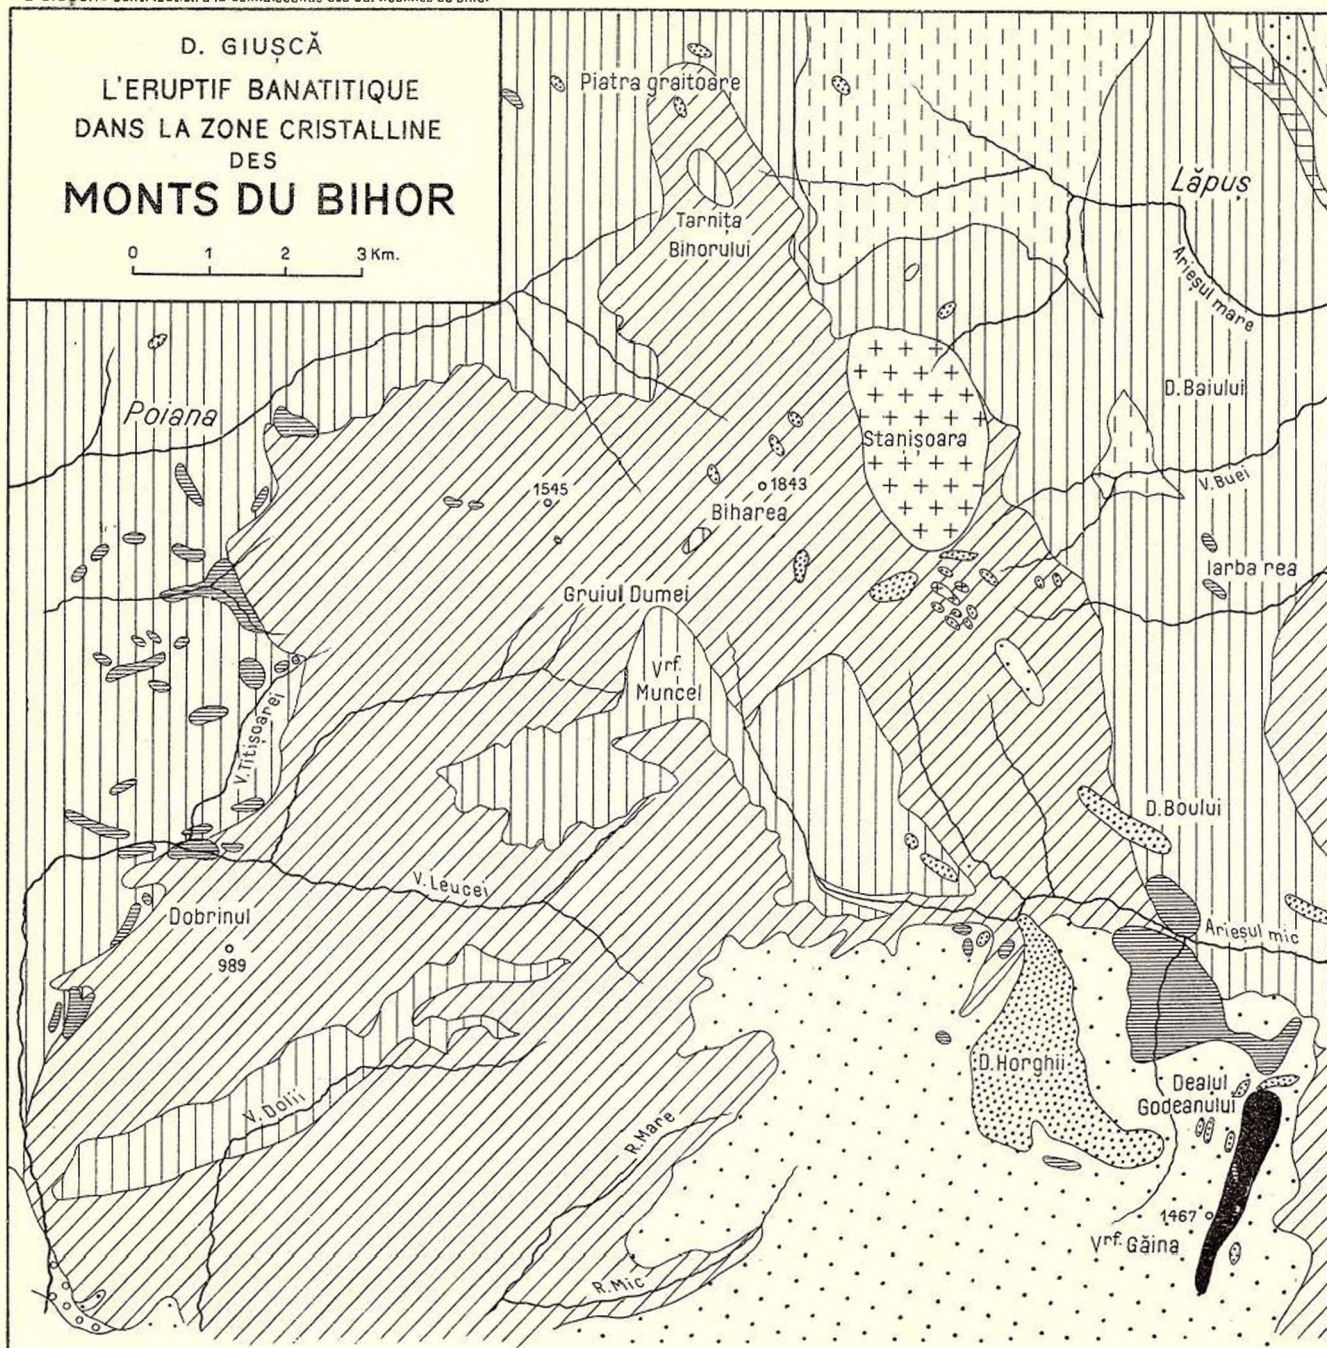 D. GIUȘCĂ
L'ERUPTIF BANATITIQUE
DANS LA ZONE CRISTALLINE
DES
MONTS DU BIHOR
0 1 2 3 Km.
Piatra graitoare
Tarnița
Bihorului
Lăpuș
Arieșul mare
Poiana
D. Baiului
Stanișoara
V. Buei
1545
1843
Biharea
Iarba rea
Gruiul Dumei
Vrf.
Muncel
V. Titișoarei
D. Boului
V. Leucei
Dobrinul
989
Arieșul mic
D. Horghii
Dealul
Godeanului
V. Dolii
R. Mare
1467
Vrf. Găina
R. Mic